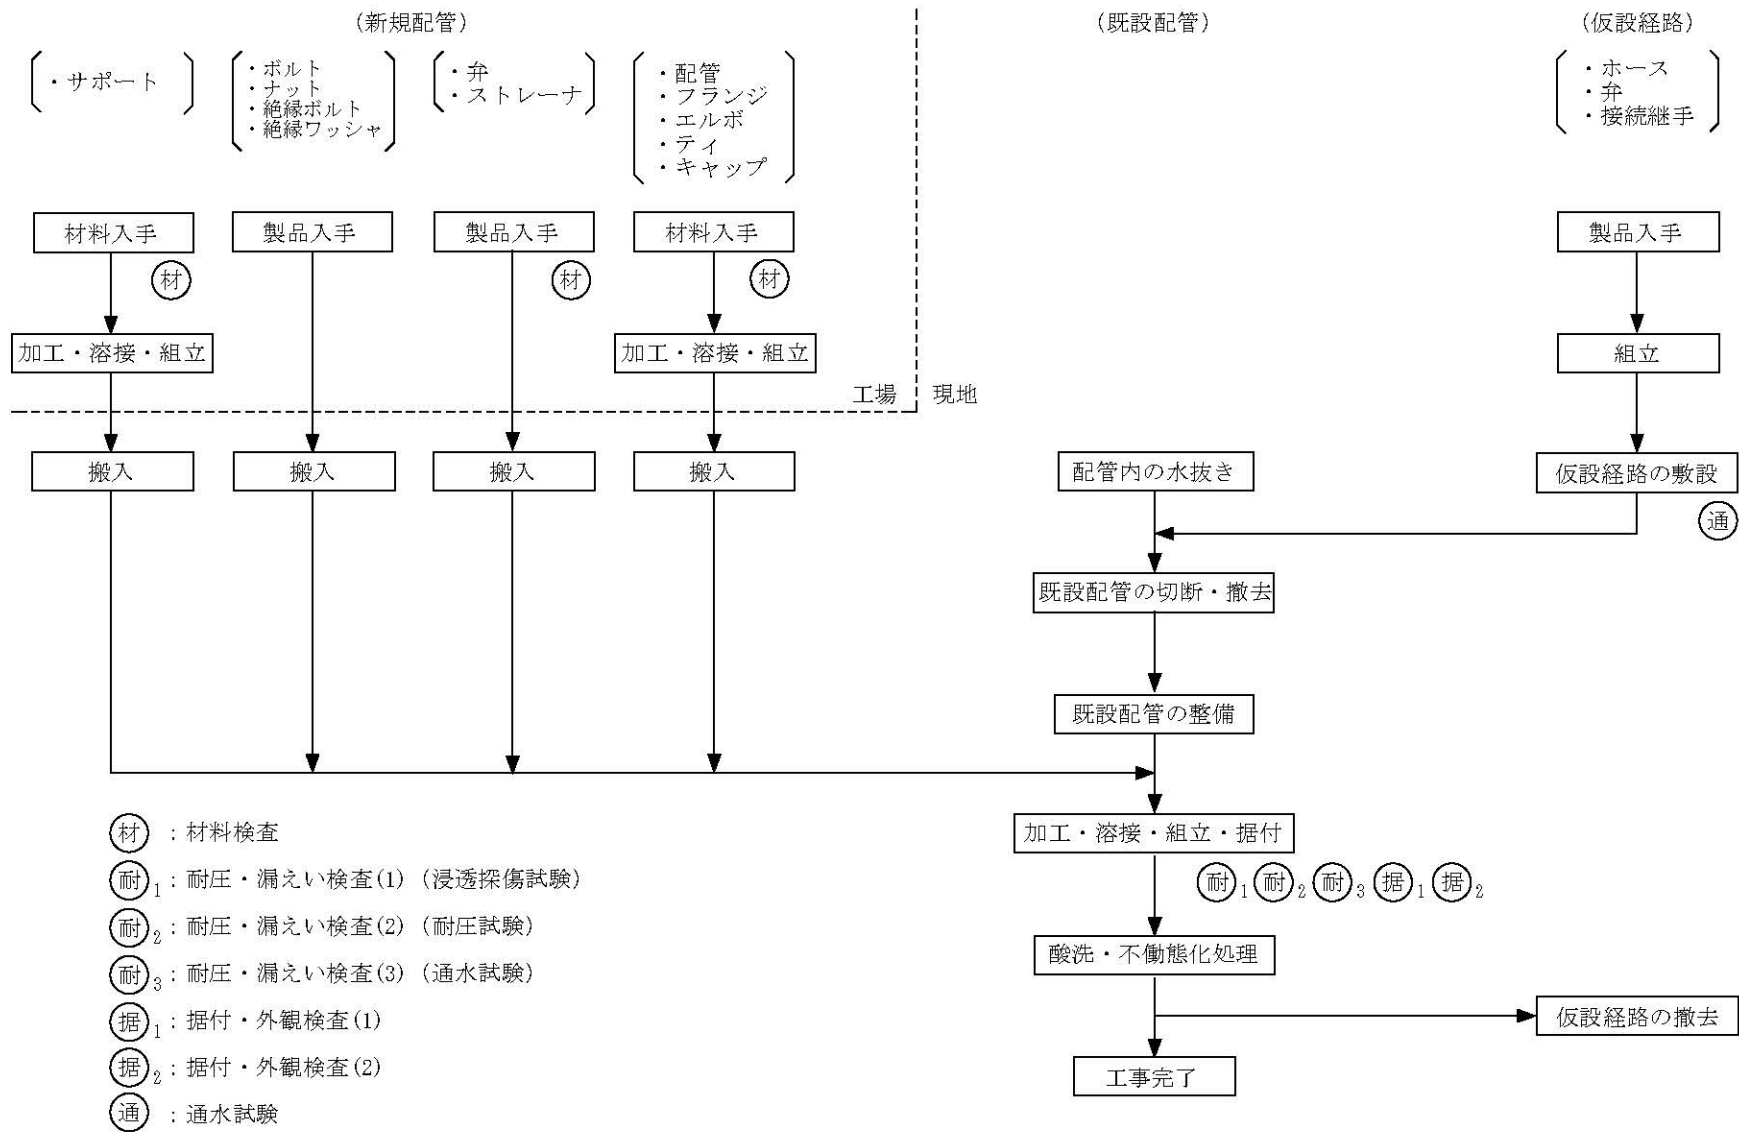 (新規配管)
(既設配管)
(仮設経路)
・サポート
・ボルト
・ナット
・絶縁ボルト
・絶縁ワッシャ
・弁
・ストレーナ
・配管
・フランジ
・エルボ
・ティ
・キャップ
・ホース
・弁
・接続継手
材料入手
製品入手
製品入手
材料入手
製品入手
材
材
材
加工・溶接・組立
加工・溶接・組立
組立
工場
現地
搬入
搬入
搬入
搬入
配管内の水抜き
仮設経路の敷設
通
既設配管の切断・撤去
既設配管の整備
加工・溶接・組立・据付
耐1 耐2 耐3 据1 据2
酸洗・不働態化処理
仮設経路の撤去
工事完了
材 :材料検査
耐1:耐圧・漏えい検査(1) (浸透探傷試験)
耐2:耐圧・漏えい検査(2) (耐圧試験)
耐3:耐圧・漏えい検査(3) (通水試験)
据1:据付・外観検査(1)
据2:据付・外観検査(2)
通 :通水試験